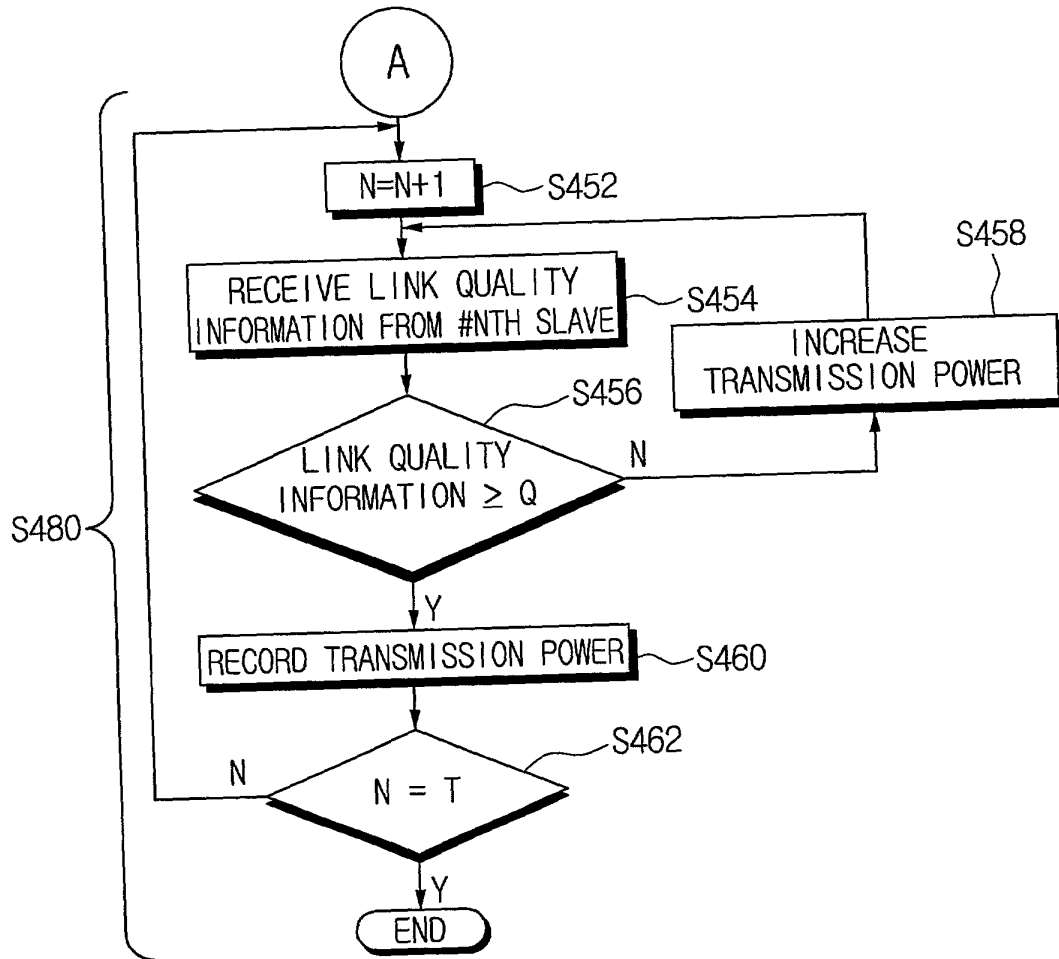 A
N=N+1
S452
RECEIVE LINK QUALITY
INFORMATION FROM #NTH SLAVE
S454
S458
INCREASE
TRANSMISSION POWER
S456
LINK QUALITY
INFORMATION ≥ Q
N
S480
Y
RECORD TRANSMISSION POWER
S460
S462
N
N = T
Y
END